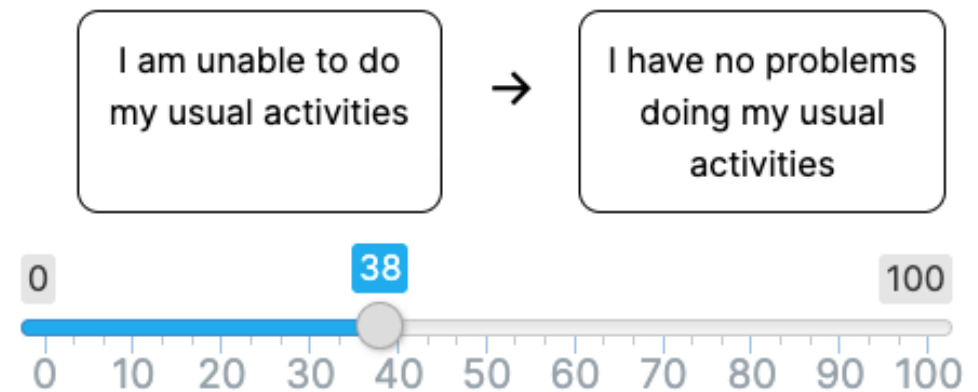 I am unable to do
my usual activities
→
I have no problems
doing my usual
activities
0
38
100
0 10 20 30 40 50 60 70 80 90 100